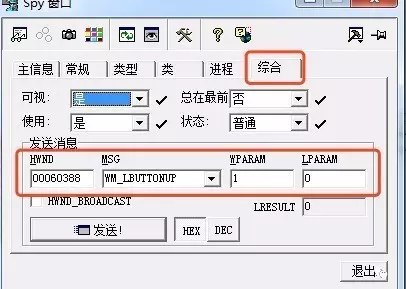 Spy 窗口
主信息 常规 类型 类 进程 综合
可视: 是 总在最前 否
使用: 是 状态: 普通
发送消息
HWND MSG WPARAM LPARAM
00060388 WM_LBUTTONUP 1 0
HWND_BROADCAST LRESULT 0
发送! HEX DEC
退出